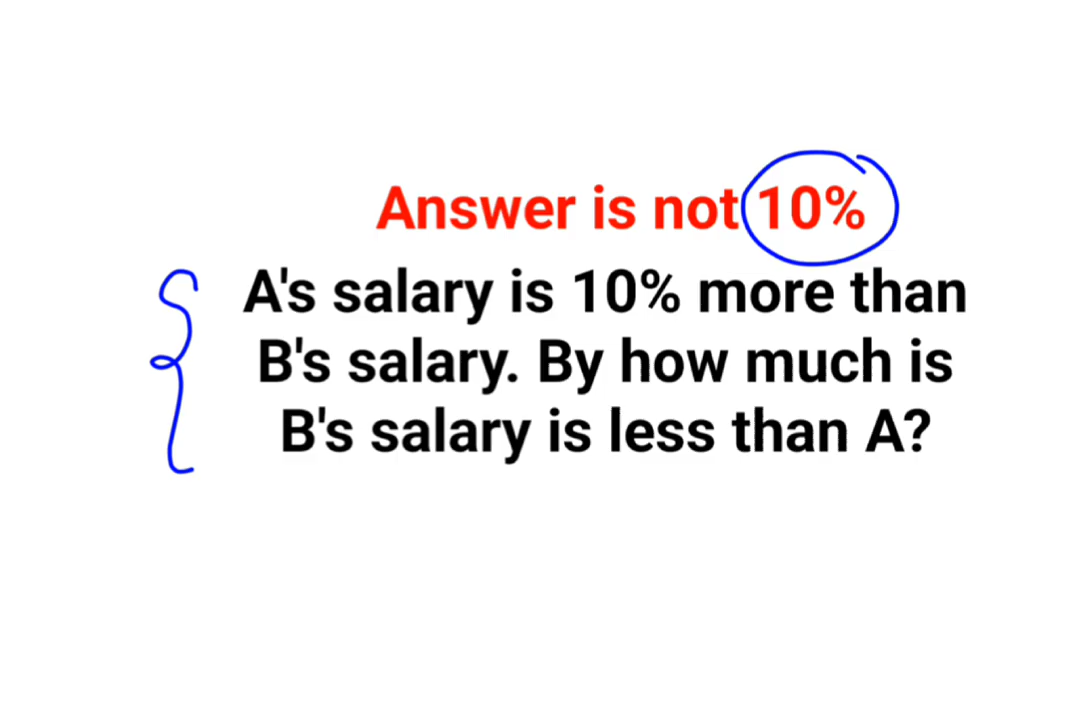 Answer is not 10%
A's salary is 10% more than
B's salary. By how much is
B's salary is less than A?